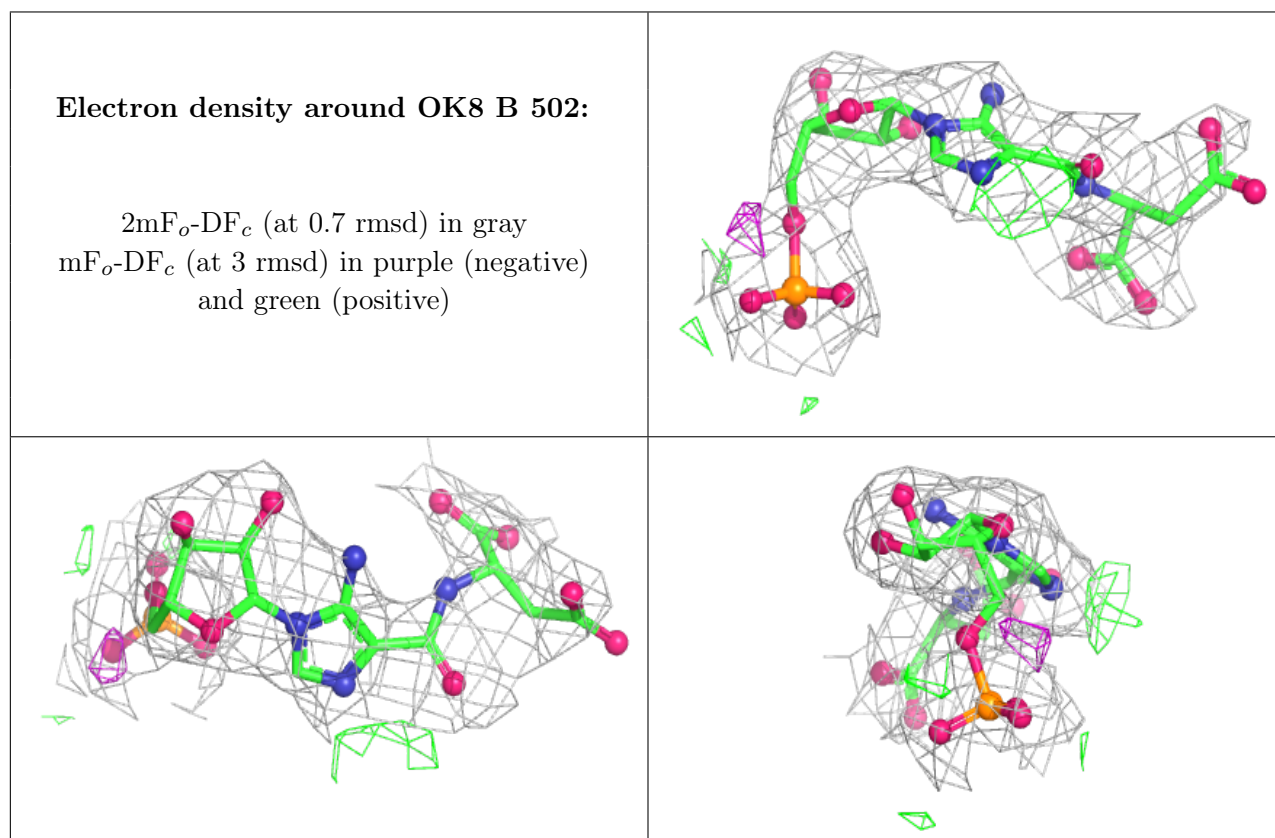 Electron density around OK8 B 502:
2mFo-DFc (at 0.7 rmsd) in gray
mFo-DFc (at 3 rmsd) in purple (negative)
and green (positive)